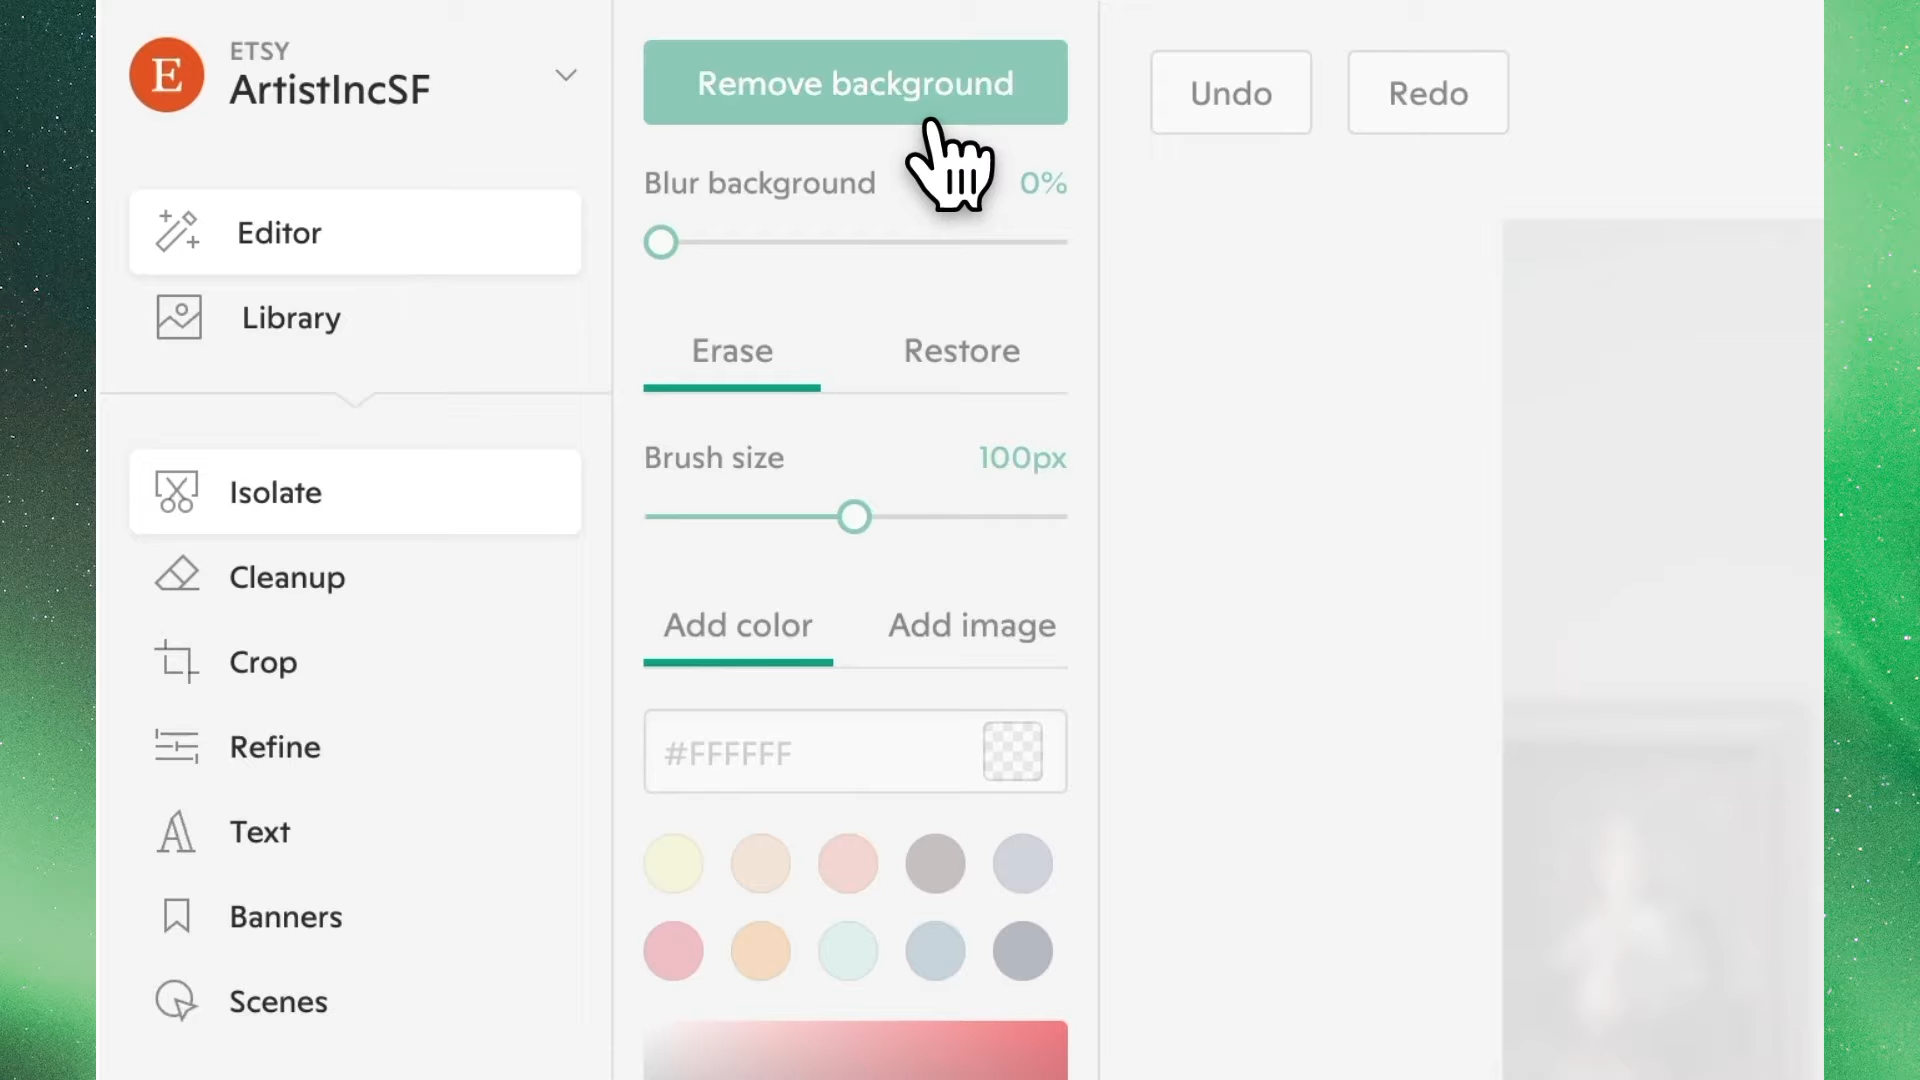 E
ETSY
ArtistIncSF
Editor
Library
Isolate
Cleanup
Crop
Refine
Text
Banners
Scenes
Remove background
Blur background 0%
Erase Restore
Brush size 100px
Add color Add image
#FFFFFF
Undo Redo